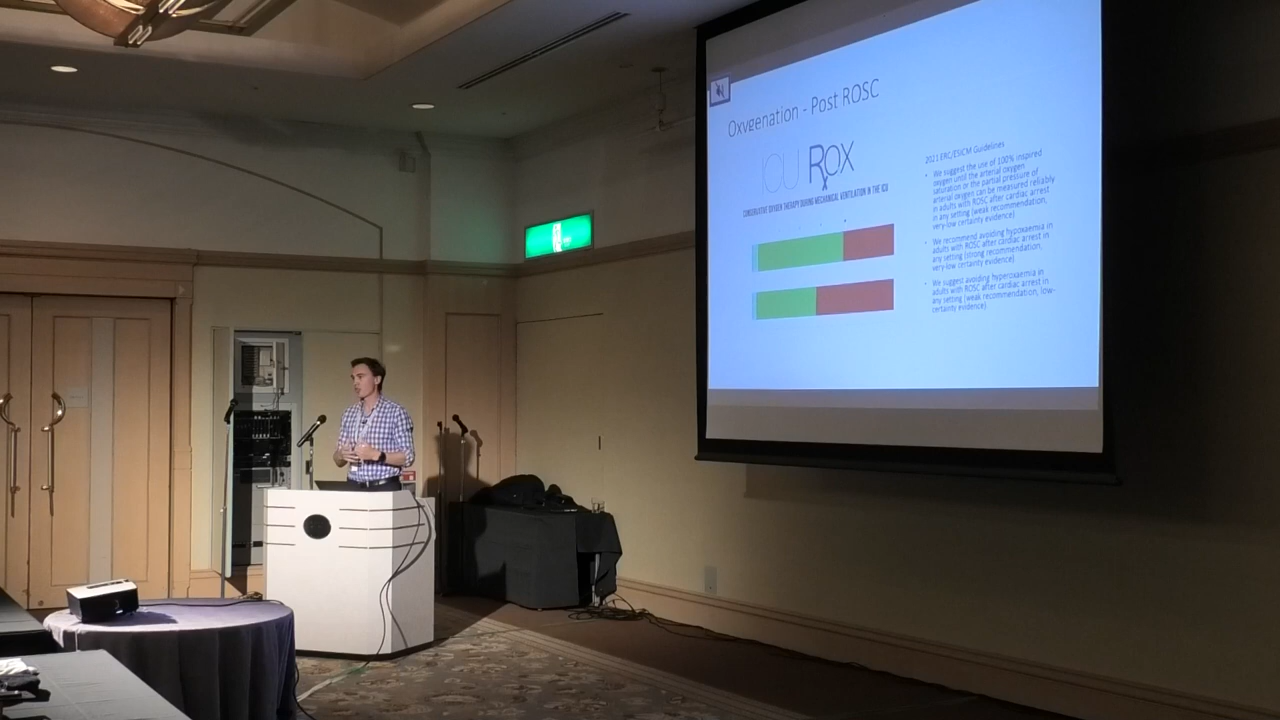 Oxygenation - Post ROSC
ICU ROX
CONSERVATIVE OXYGEN THERAPY DURING MECHANICAL VENTILATION IN THE ICU
2021 ERC/ESICM Guidelines
• We suggest the use of 100% inspired
oxygen until the arterial oxygen
saturation or the partial pressure of
arterial oxygen can be measured reliably
in adults with ROSC after cardiac arrest
in any setting (weak recommendation,
very-low certainty evidence)
• We recommend avoiding hypoxaemia in
adults with ROSC after cardiac arrest in
any setting (strong recommendation,
very-low certainty evidence)
• We suggest avoiding hyperoxaemia in
adults with ROSC after cardiac arrest in
any setting (weak recommendation, low-
certainty evidence)